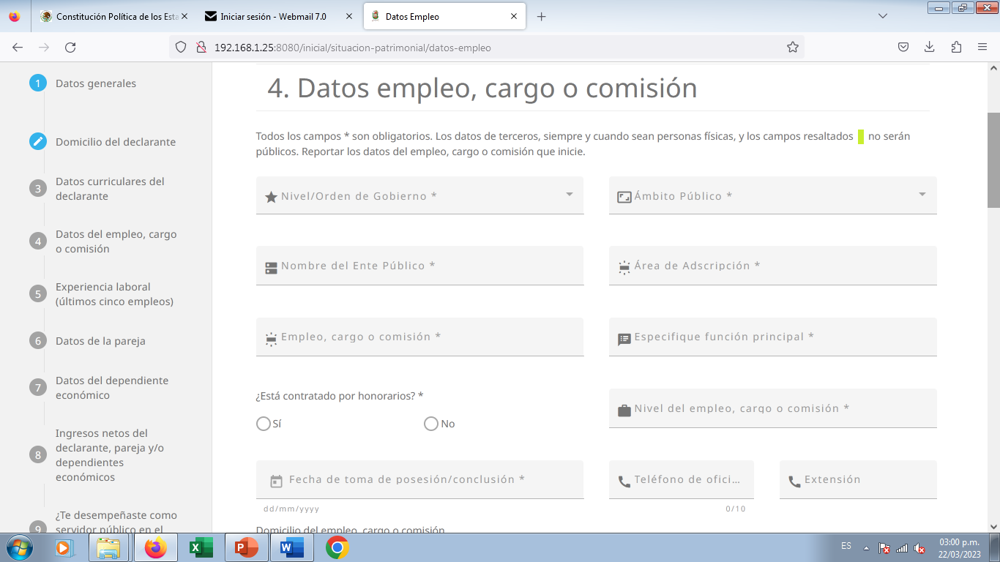 Constitución Política de los Esta
Iniciar sesión - Webmail 7.0
Datos Empleo
192.168.1.25:8080/inicial/situacion-patrimonial/datos-empleo
1 Datos generales
Domicilio del declarante
3 Datos curriculares del
declarante
4 Datos del empleo, cargo
o comisión
5 Experiencia laboral
(últimos cinco empleos)
6 Datos de la pareja
7 Datos del dependiente
económico
8 Ingresos netos del
declarante, pareja y/o
dependientes
económicos
9 ¿Te desempeñaste como
servidor público en el
4. Datos empleo, cargo o comisión
Todos los campos * son obligatorios. Los datos de terceros, siempre y cuando sean personas físicas, y los campos resaltados no serán
públicos. Reportar los datos del empleo, cargo o comisión que inicie.
Nivel/Orden de Gobierno *
Ámbito Público *
Nombre del Ente Público *
Área de Adscripción *
Empleo, cargo o comisión *
Especifique función principal *
¿Está contratado por honorarios? *
Sí
No
Nivel del empleo, cargo o comisión *
Fecha de toma de posesión/conclusión *
dd/mm/yyyy
Teléfono de ofici...
0/10
Extensión
Domicilio del empleo, cargo o comisión
ES
03:00 p.m.
22/03/2023